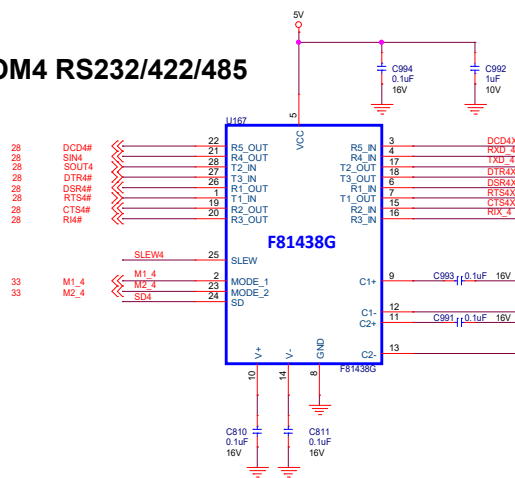 5V
OM4 RS232/422/485
C994
0.1uF
16V
C992
1uF
10V
U167
5
VCC
28 DCD4# 22 R5_OUT R5_IN 3 DCD4X
28 SIN4 21 R4_OUT R4_IN 4 RXD_4
28 SOUT4 28 T2_IN T2_OUT 17 TXD_4
28 DTR4# 27 T3_IN T3_OUT 18 DTR4X
28 DSR4# 26 R1_OUT R1_IN 6 DSR4X
28 RTS4# 1 T1_IN T1_OUT 7 RTS4X
28 CTS4# 19 R2_OUT R2_IN 15 CTS4X
28 RI4# 20 R3_OUT R3_IN 16 RIX_4
F81438G
SLEW4 25 SLEW
33 M1_4 M1_4 2 MODE_1 C1+ 9 C993 0.1uF 16V
33 M2_4 M2_4 23 MODE_2
SD4 24 SD
C1- 12
C2+ 11 C991 0.1uF 16V
C2- 13
V+ V- GND
F81438G
10 14 8
C810
0.1uF
16V
C811
0.1uF
16V